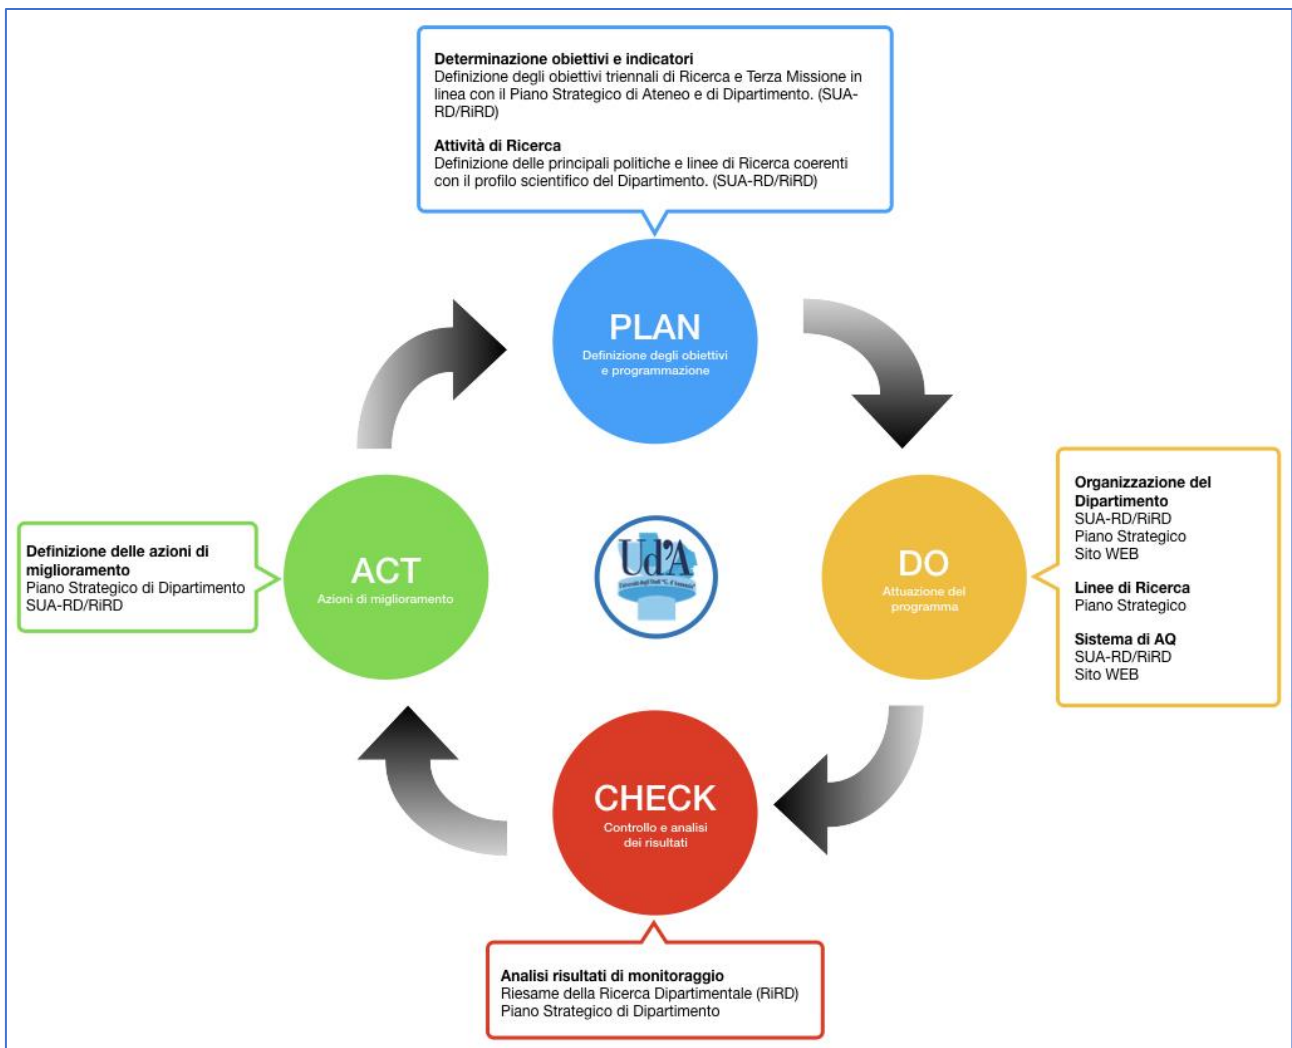 Determinazione obiettivi e indicatori
Definizione degli obiettivi triennali di Ricerca e Terza Missione in
linea con il Piano Strategico di Ateneo e di Dipartimento. (SUA-
RD/RiRD)
Attività di Ricerca
Definizione delle principali politiche e linee di Ricerca coerenti
con il profilo scientifico del Dipartimento. (SUA-RD/RiRD)
PLAN
Definizione degli obiettivi
e programmazione
Organizzazione del
Dipartimento
SUA-RD/RiRD
Piano Strategico
Sito WEB
Linee di Ricerca
Piano Strategico
Sistema di AQ
SUA-RD/RiRD
Sito WEB
DO
Attuazione del
programma
Ud'A
Università degli Studi "G. d'Annunzio"
Definizione delle azioni di
miglioramento
Piano Strategico di Dipartimento
SUA-RD/RiRD
ACT
Azioni di miglioramento
CHECK
Controllo e analisi
dei risultati
Analisi risultati di monitoraggio
Riesame della Ricerca Dipartimentale (RiRD)
Piano Strategico di Dipartimento